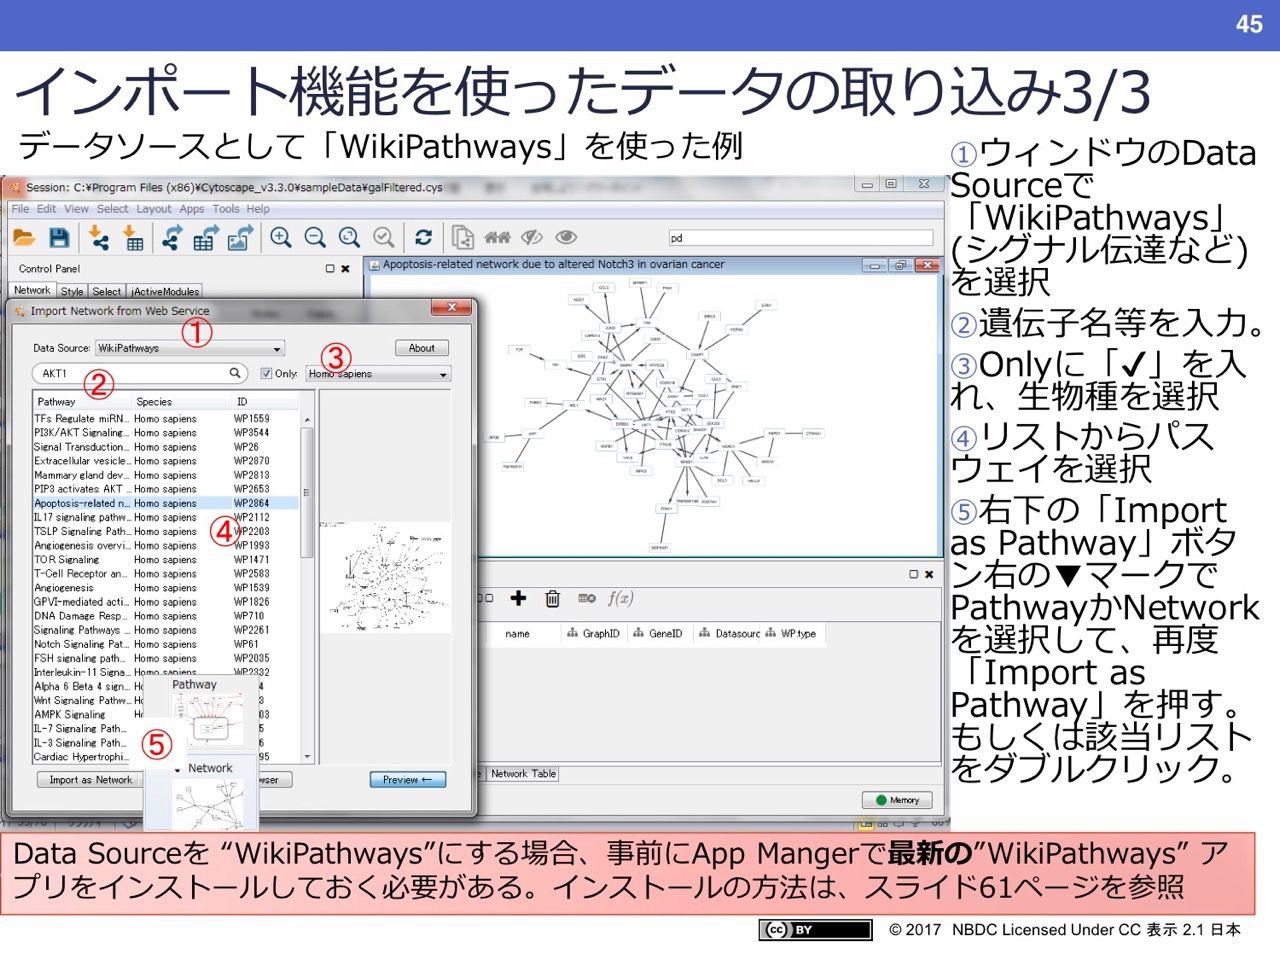 45
インポート機能を使ったデータの取り込み3/3
データソースとして「WikiPathways」を使った例
Session: C:¥Program Files (x86)¥Cytoscape_v3.3.0¥sampleData¥galFiltered.cys
File Edit View Select Layout Apps Tools Help
pd
Control Panel
Network Style Select jActiveModules
Apoptosis-related network due to altered Notch3 in ovarian cancer
Import Network from Web Service
①
Data Source: WikiPathways About
②
③
AKT1 Only: Homo sapiens
Pathway Species ID
TFs Regulate miRN... Homo sapiens WP1559
PI3K/AKT Signaling... Homo sapiens WP3544
Signal Transduction... Homo sapiens WP26
Extracellular vesicle... Homo sapiens WP2870
Mammary gland dev... Homo sapiens WP2813
PIP3 activates AKT ... Homo sapiens WP2653
Apoptosis-related n... Homo sapiens WP2864
IL17 signaling pathw... Homo sapiens WP2112
④
TSLP Signaling Path... Homo sapiens WP2203
Angiogenesis overvi... Homo sapiens WP1993
TOR Signaling Homo sapiens WP1471
T-Cell Receptor an... Homo sapiens WP2583
Angiogenesis Homo sapiens WP1539
GPVI-mediated acti... Homo sapiens WP1826
DNA Damage Resp... Homo sapiens WP710
Signaling Pathways ... Homo sapiens WP2261
Notch Signaling Pat... Homo sapiens WP61
FSH signaling path... Homo sapiens WP2035
Interleukin-11 Signa... Homo sapiens WP2332
Alpha 6 Beta 4 sign...
Wnt Signaling Pathw...
AMPK Signaling
IL-7 Signaling Path...
IL-3 Signaling Path...
Cardiac Hypertrophi...
Pathway
⑤
Network
Import as Network
Preview ←
f(x)
name GraphID GeneID Datasourc WP.type
Network Table
Memory
①ウィンドウのData
Sourceで
「WikiPathways」
(シグナル伝達など)
を選択
②遺伝子名等を入力。
③Onlyに「✔」を入
れ、生物種を選択
④リストからパス
ウェイを選択
⑤右下の「Import
as Pathway」ボタ
ン右の▼マークで
PathwayかNetwork
を選択して、再度
「Import as
Pathway」を押す。
もしくは該当リスト
をダブルクリック。
Data Sourceを “WikiPathways”にする場合、事前にApp Mangerで最新の”WikiPathways” ア
プリをインストールしておく必要がある。インストールの方法は、スライド61ページを参照
cc BY
© 2017 NBDC Licensed Under CC 表示 2.1 日本